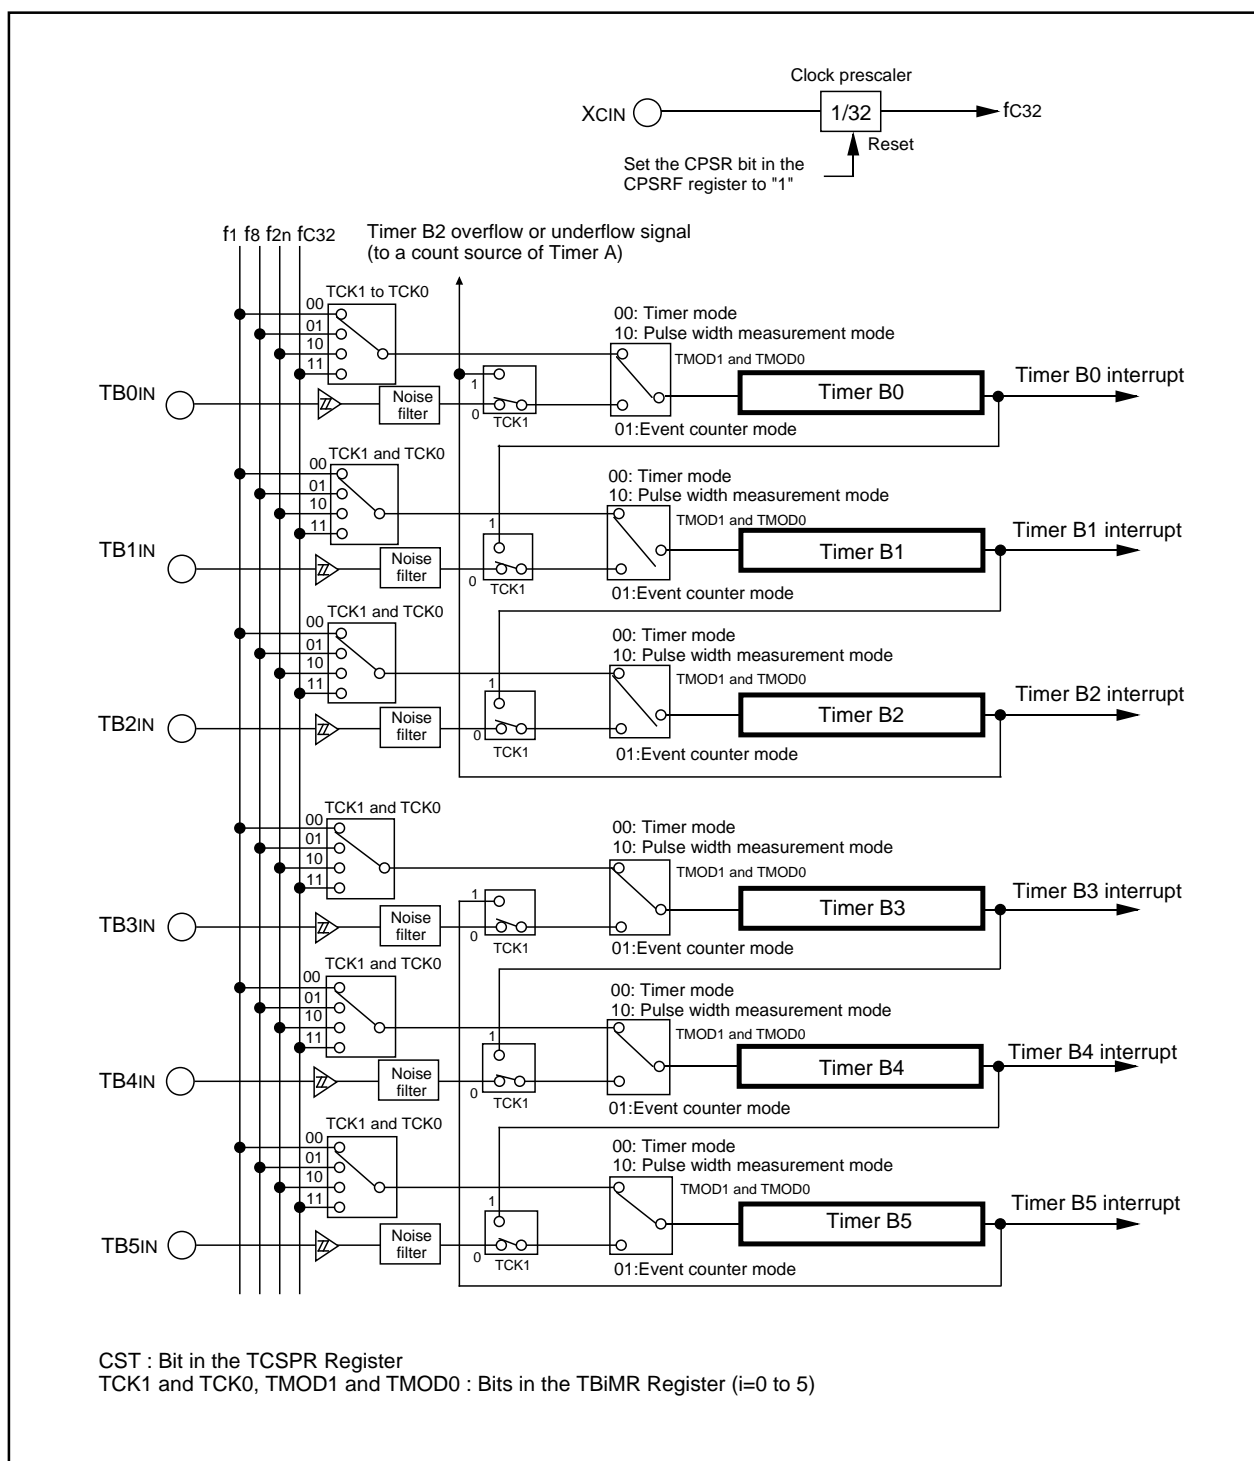 Clock prescaler
XCIN
1/32
fC32
Reset
Set the CPSR bit in the
CPSRF register to "1"
f1 f8 f2n fC32
Timer B2 overflow or underflow signal
(to a count source of Timer A)
TCK1 to TCK0
00
01
10
11
TB0IN
Noise
filter
1
0
TCK1
00: Timer mode
10: Pulse width measurement mode
TMOD1 and TMOD0
01:Event counter mode
Timer B0
Timer B0 interrupt
TCK1 and TCK0
00
01
10
11
TB1IN
Noise
filter
1
0
TCK1
00: Timer mode
10: Pulse width measurement mode
TMOD1 and TMOD0
01:Event counter mode
Timer B1
Timer B1 interrupt
TCK1 and TCK0
00
01
10
11
TB2IN
Noise
filter
1
0
TCK1
00: Timer mode
10: Pulse width measurement mode
TMOD1 and TMOD0
01:Event counter mode
Timer B2
Timer B2 interrupt
TCK1 and TCK0
00
01
10
11
TB3IN
Noise
filter
1
0
TCK1
00: Timer mode
10: Pulse width measurement mode
TMOD1 and TMOD0
01:Event counter mode
Timer B3
Timer B3 interrupt
TCK1 and TCK0
00
01
10
11
TB4IN
Noise
filter
1
0
TCK1
00: Timer mode
10: Pulse width measurement mode
TMOD1 and TMOD0
01:Event counter mode
Timer B4
Timer B4 interrupt
TCK1 and TCK0
00
01
10
11
TB5IN
Noise
filter
1
0
TCK1
00: Timer mode
10: Pulse width measurement mode
TMOD1 and TMOD0
01:Event counter mode
Timer B5
Timer B5 interrupt
CST : Bit in the TCSPR Register
TCK1 and TCK0, TMOD1 and TMOD0 : Bits in the TBiMR Register (i=0 to 5)